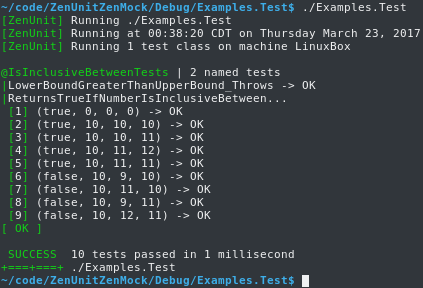 ~/code/ZenUnitZenMock/Debug/Examples.Test$ ./Examples.Test
[ZenUnit] Running ./Examples.Test
[ZenUnit] Running at 00:38:20 CDT on Thursday March 23, 2017
[ZenUnit] Running 1 test class on machine LinuxBox
@IsInclusiveBetweenTests | 2 named tests
|LowerBoundGreaterThanUpperBound_Throws -> OK
|ReturnsTrueIfNumberIsInclusiveBetween...
[1] (true, 0, 0, 0) -> OK
[2] (true, 10, 10, 10) -> OK
[3] (true, 10, 10, 11) -> OK
[4] (true, 10, 11, 12) -> OK
[5] (true, 10, 11, 11) -> OK
[6] (false, 10, 9, 10) -> OK
[7] (false, 10, 11, 10) -> OK
[8] (false, 10, 9, 11) -> OK
[9] (false, 10, 12, 11) -> OK
[ OK ]
SUCCESS  10 tests passed in 1 millisecond
+===+===+ ./Examples.Test
~/code/ZenUnitZenMock/Debug/Examples.Test$